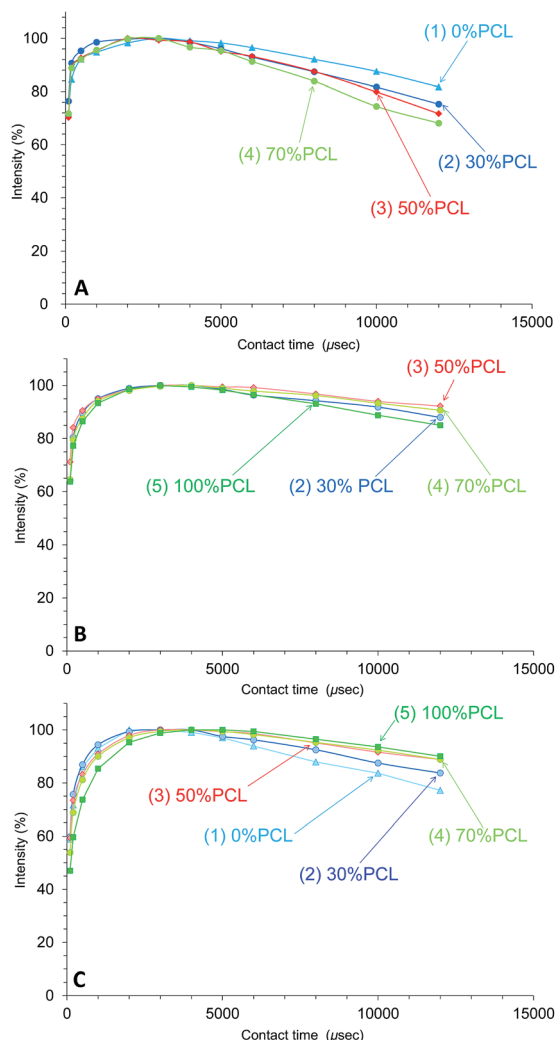 100
80
60
40
20
0
Intensity (%)
(1) 0%PCL
(4) 70%PCL
(2) 30%PCL
(3) 50%PCL
A
0
5000
10000
15000
Contact time (µsec)
100
80
60
40
20
0
Intensity (%)
(3) 50%PCL
(5) 100%PCL
(2) 30% PCL
(4) 70%PCL
B
0
5000
10000
15000
Contact time (µsec)
100
80
60
40
20
0
Intensity (%)
(5) 100%PCL
(3) 50%PCL
(1) 0%PCL
(4) 70%PCL
(2) 30%PCL
C
0
5000
10000
15000
Contact time (µsec)